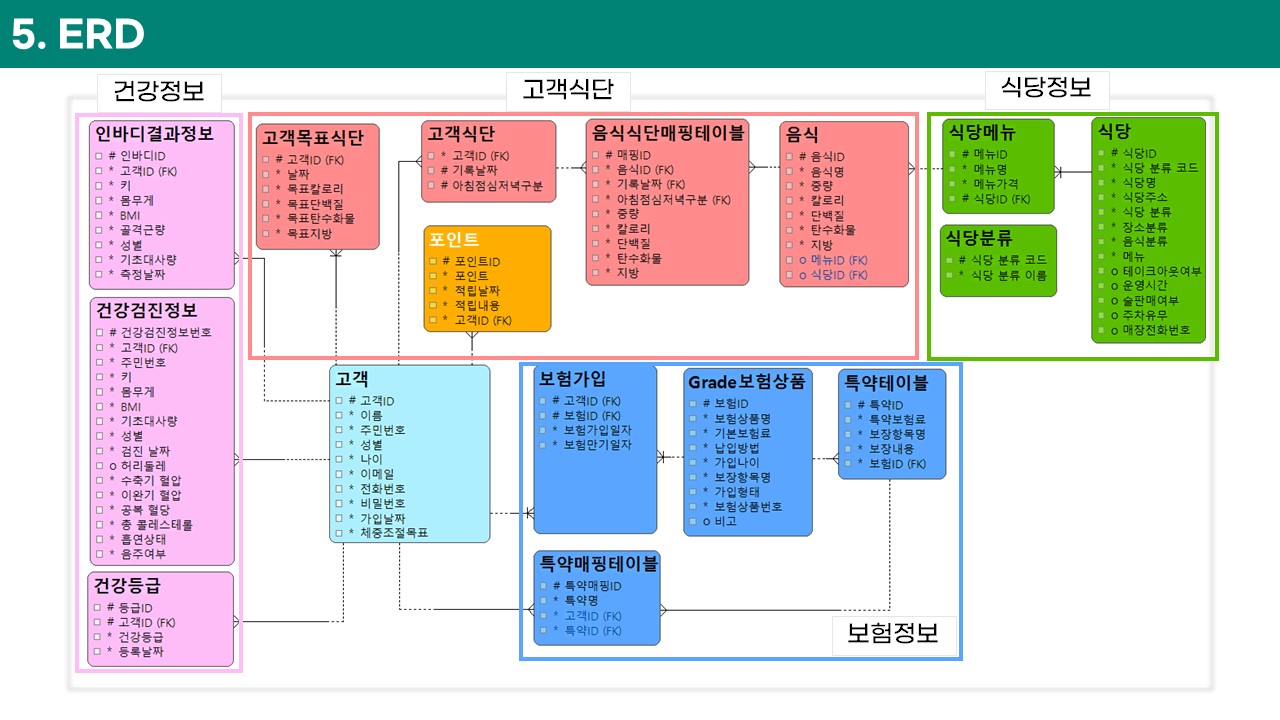 5. ERD
건강정보
고객식단
식당정보
인바디결과정보
# 인바디ID
* 고객ID (FK)
* 키
* 몸무게
* BMI
* 골격근량
* 성별
* 기초대사량
* 측정날짜
건강검진정보
# 건강검진정보번호
* 고객ID (FK)
* 주민번호
* 키
* 몸무게
* BMI
* 기초대사량
* 성별
* 검진 날짜
o 허리둘레
* 수축기 혈압
* 이완기 혈압
* 공복 혈당
* 총 콜레스테롤
* 흡연상태
* 음주여부
건강등급
# 등급ID
# 고객ID (FK)
* 건강등급
* 등록날짜
고객목표식단
# 고객ID (FK)
* 날짜
* 목표칼로리
* 목표단백질
* 목표탄수화물
* 목표지방
고객식단
* 고객ID (FK)
# 기록날짜
# 아침점심저녁구분
포인트
# 포인트ID
* 포인트
* 적립날짜
* 적립내용
* 고객ID (FK)
음식식단매핑테이블
# 매핑ID
* 음식ID (FK)
* 기록날짜 (FK)
* 아침점심저녁구분 (FK)
* 중량
* 칼로리
* 단백질
* 탄수화물
* 지방
음식
# 음식ID
* 음식명
* 중량
* 칼로리
* 단백질
* 탄수화물
* 지방
o 메뉴ID (FK)
o 식당ID (FK)
식당메뉴
# 메뉴ID
* 메뉴명
* 메뉴가격
# 식당ID (FK)
식당분류
# 식당 분류 코드
* 식당 분류 이름
식당
# 식당ID
* 식당 분류 코드
* 식당명
* 식당주소
* 식당 분류
* 장소분류
* 음식분류
* 메뉴
o 테이크아웃여부
o 운영시간
o 술판매여부
o 주차유무
o 매장전화번호
고객
# 고객ID
* 이름
* 주민번호
* 성별
* 나이
* 이메일
* 전화번호
* 비밀번호
* 가입날짜
* 체중조절목표
보험가입
# 고객ID (FK)
# 보험ID (FK)
* 보험가입일자
* 보험만기일자
Grade보험상품
# 보험ID
* 보험상품명
* 기본보험료
* 납입방법
* 가입나이
* 보장항목명
* 가입형태
* 보험상품번호
o 비고
특약테이블
# 특약ID
* 특약보험료
* 보장항목명
* 보장내용
* 보험ID (FK)
특약매핑테이블
# 특약매핑ID
* 특약명
* 고객ID (FK)
* 특약ID (FK)
보험정보